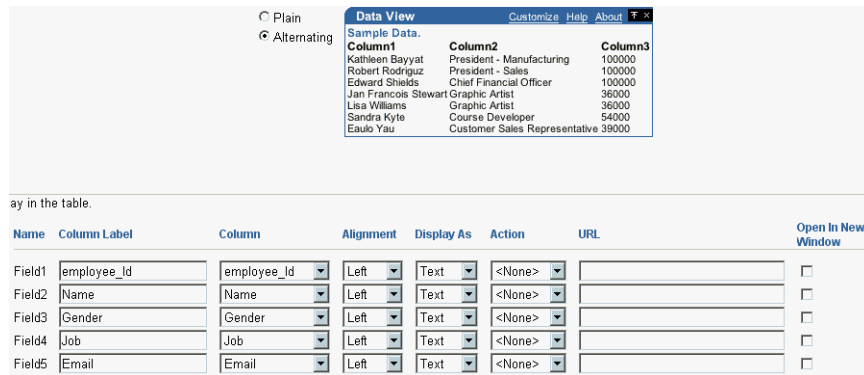 Plain
Alternating
Data View Customize Help About
Sample Data.
Column1 Column2 Column3
Kathleen Bayyat President - Manufacturing 100000
Robert Rodriguz President - Sales 100000
Edward Shields Chief Financial Officer 100000
Jan Francois Stewart Graphic Artist 36000
Lisa Williams Graphic Artist 36000
Sandra Kyte Course Developer 54000
Eaulo Yau Customer Sales Representative 39000
ay in the table.
Name Column Label Column Alignment Display As Action URL Open In New Window
Field1 employee_Id employee_Id Left Text <None>
Field2 Name Name Left Text <None>
Field3 Gender Gender Left Text <None>
Field4 Job Job Left Text <None>
Field5 Email Email Left Text <None>